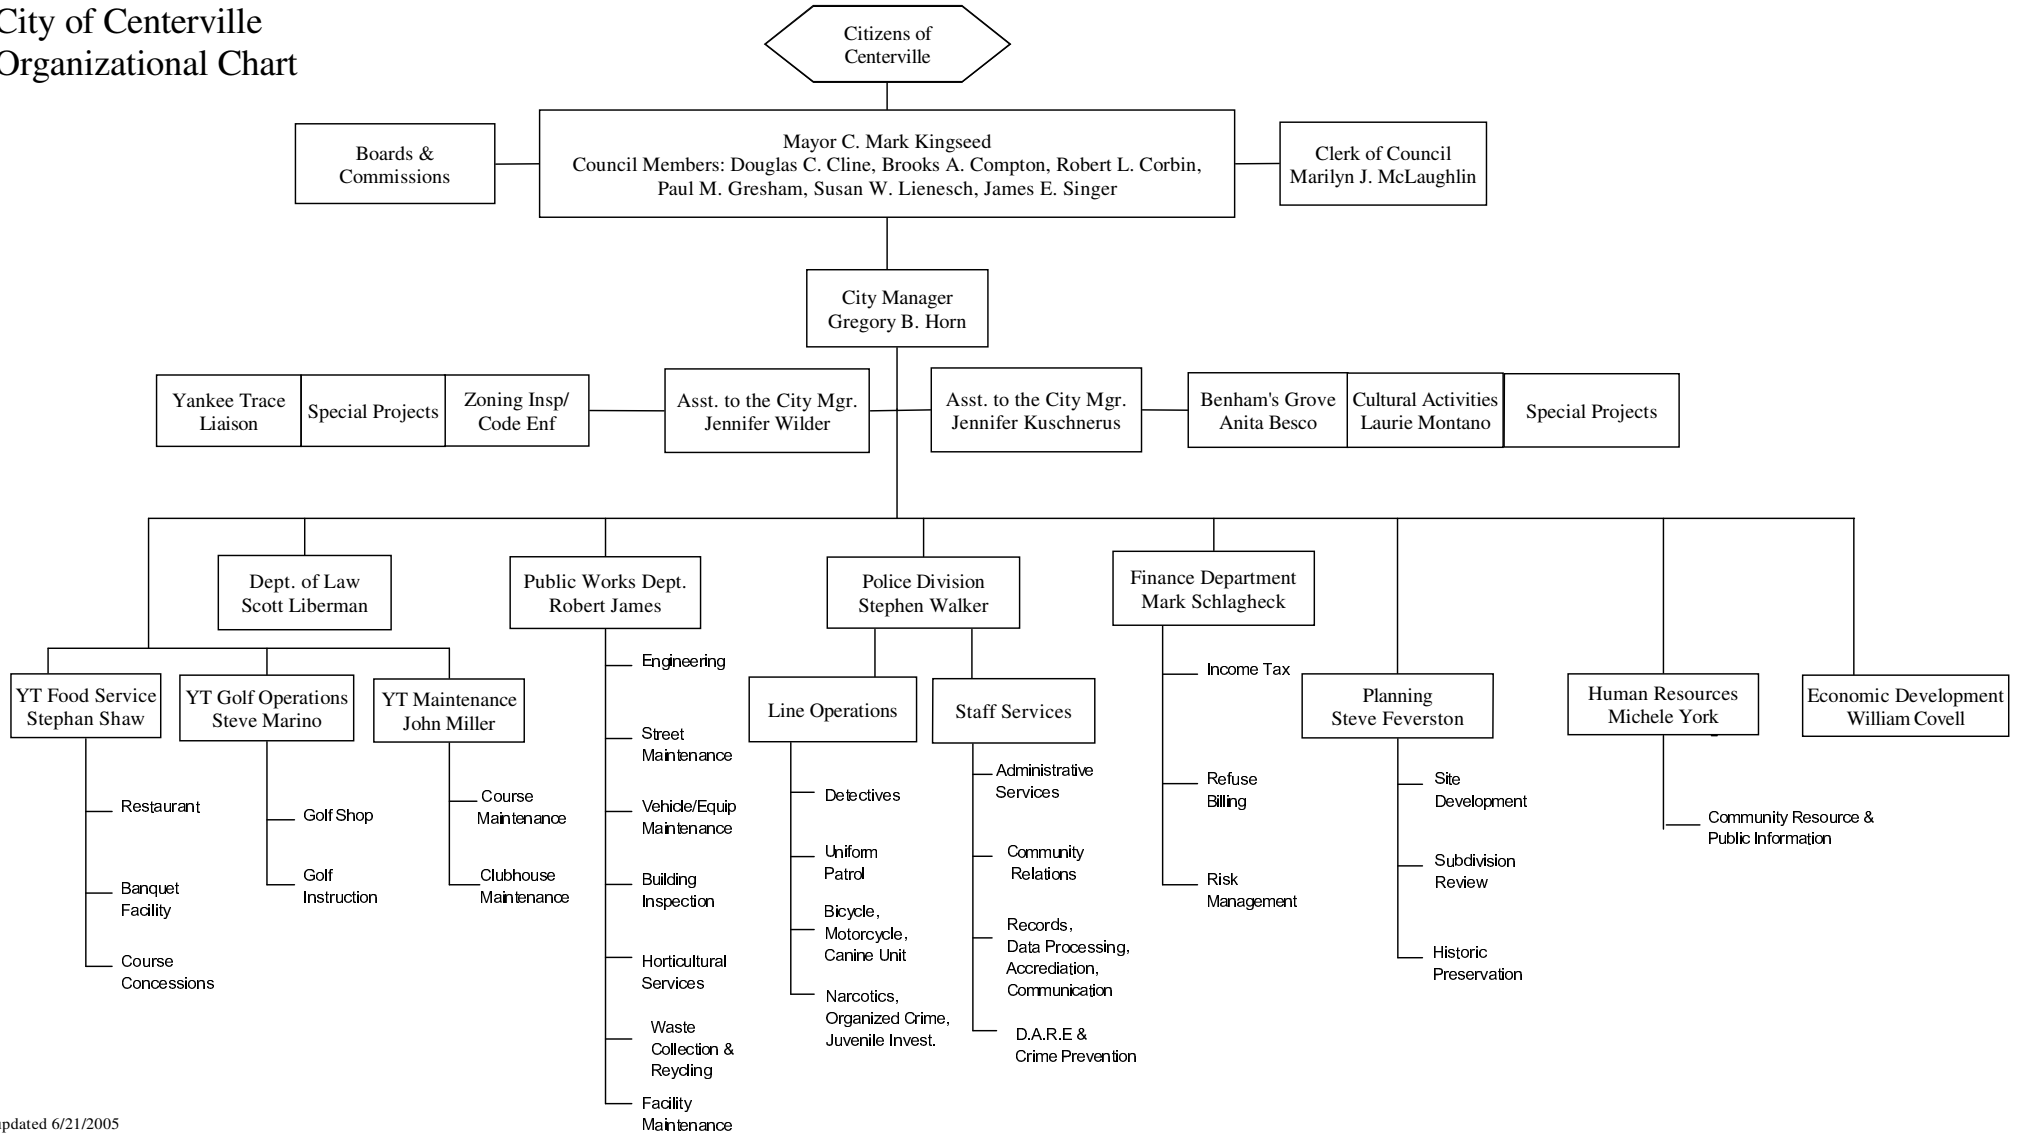 City of Centerville
Organizational Chart
Citizens of
Centerville
Boards &
Commissions
Mayor C. Mark Kingseed
Council Members: Douglas C. Cline, Brooks A. Compton, Robert L. Corbin,
Paul M. Gresham, Susan W. Lienesch, James E. Singer
Clerk of Council
Marilyn J. McLaughlin
City Manager
Gregory B. Horn
Yankee Trace
Liaison
Special Projects
Zoning Insp/
Code Enf
Asst. to the City Mgr.
Jennifer Wilder
Asst. to the City Mgr.
Jennifer Kuschnerus
Benham's Grove
Anita Besco
Cultural Activities
Laurie Montano
Special Projects
Dept. of Law
Scott Liberman
Public Works Dept.
Robert James
Police Division
Stephen Walker
Finance Department
Mark Schlagheck
YT Food Service
Stephan Shaw
YT Golf Operations
Steve Marino
YT Maintenance
John Miller
Line Operations
Staff Services
Planning
Steve Feverston
Human Resources
Michele York
Economic Development
William Covell
Restaurant
Banquet
Facility
Course
Concessions
Golf Shop
Golf
Instruction
Course
Maintenance
Clubhouse
Maintenance
Engineering
Street
Maintenance
Vehicle/Equip
Maintenance
Building
Inspection
Horticultural
Services
Waste
Collection &
Reycling
Facility
Maintenance
Detectives
Uniform
Patrol
Bicycle,
Motorcycle,
Canine Unit
Narcotics,
Organized Crime,
Juvenile Invest.
Administrative
Services
Community
Relations
Records,
Data Processing,
Accrediation,
Communication
D.A.R.E &
Crime Prevention
Income Tax
Refuse
Billing
Risk
Management
Site
Development
Subdivision
Review
Historic
Preservation
Community Resource &
Public Information
updated 6/21/2005